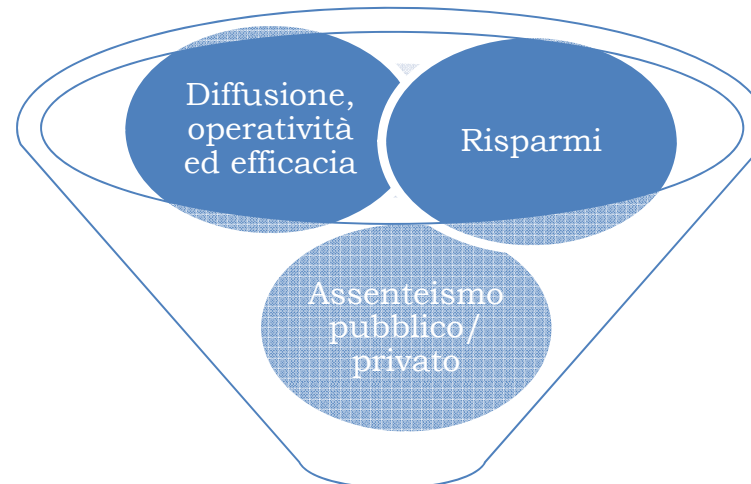 Diffusione,
operatività
ed efficacia
Risparmi
Assenteismo
pubblico/
privato